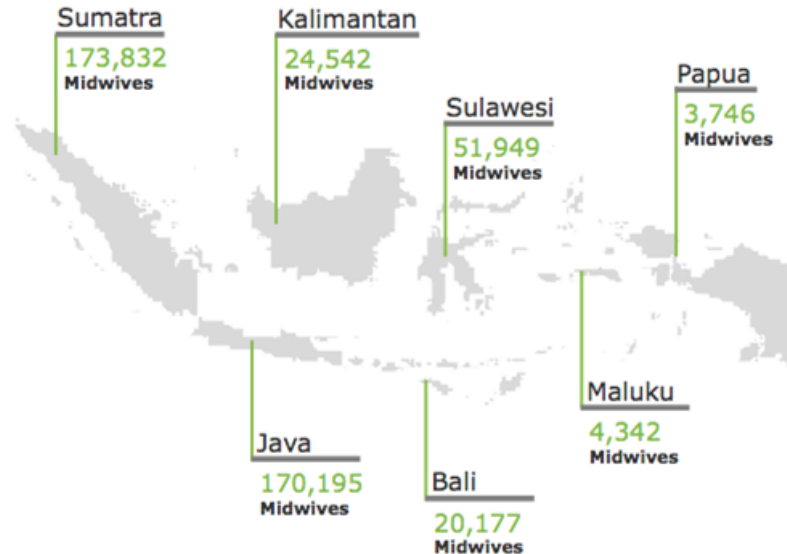 Sumatra
173,832
Midwives
Kalimantan
24,542
Midwives
Sulawesi
51,949
Midwives
Papua
3,746
Midwives
Java
170,195
Midwives
Bali
20,177
Midwives
Maluku
4,342
Midwives